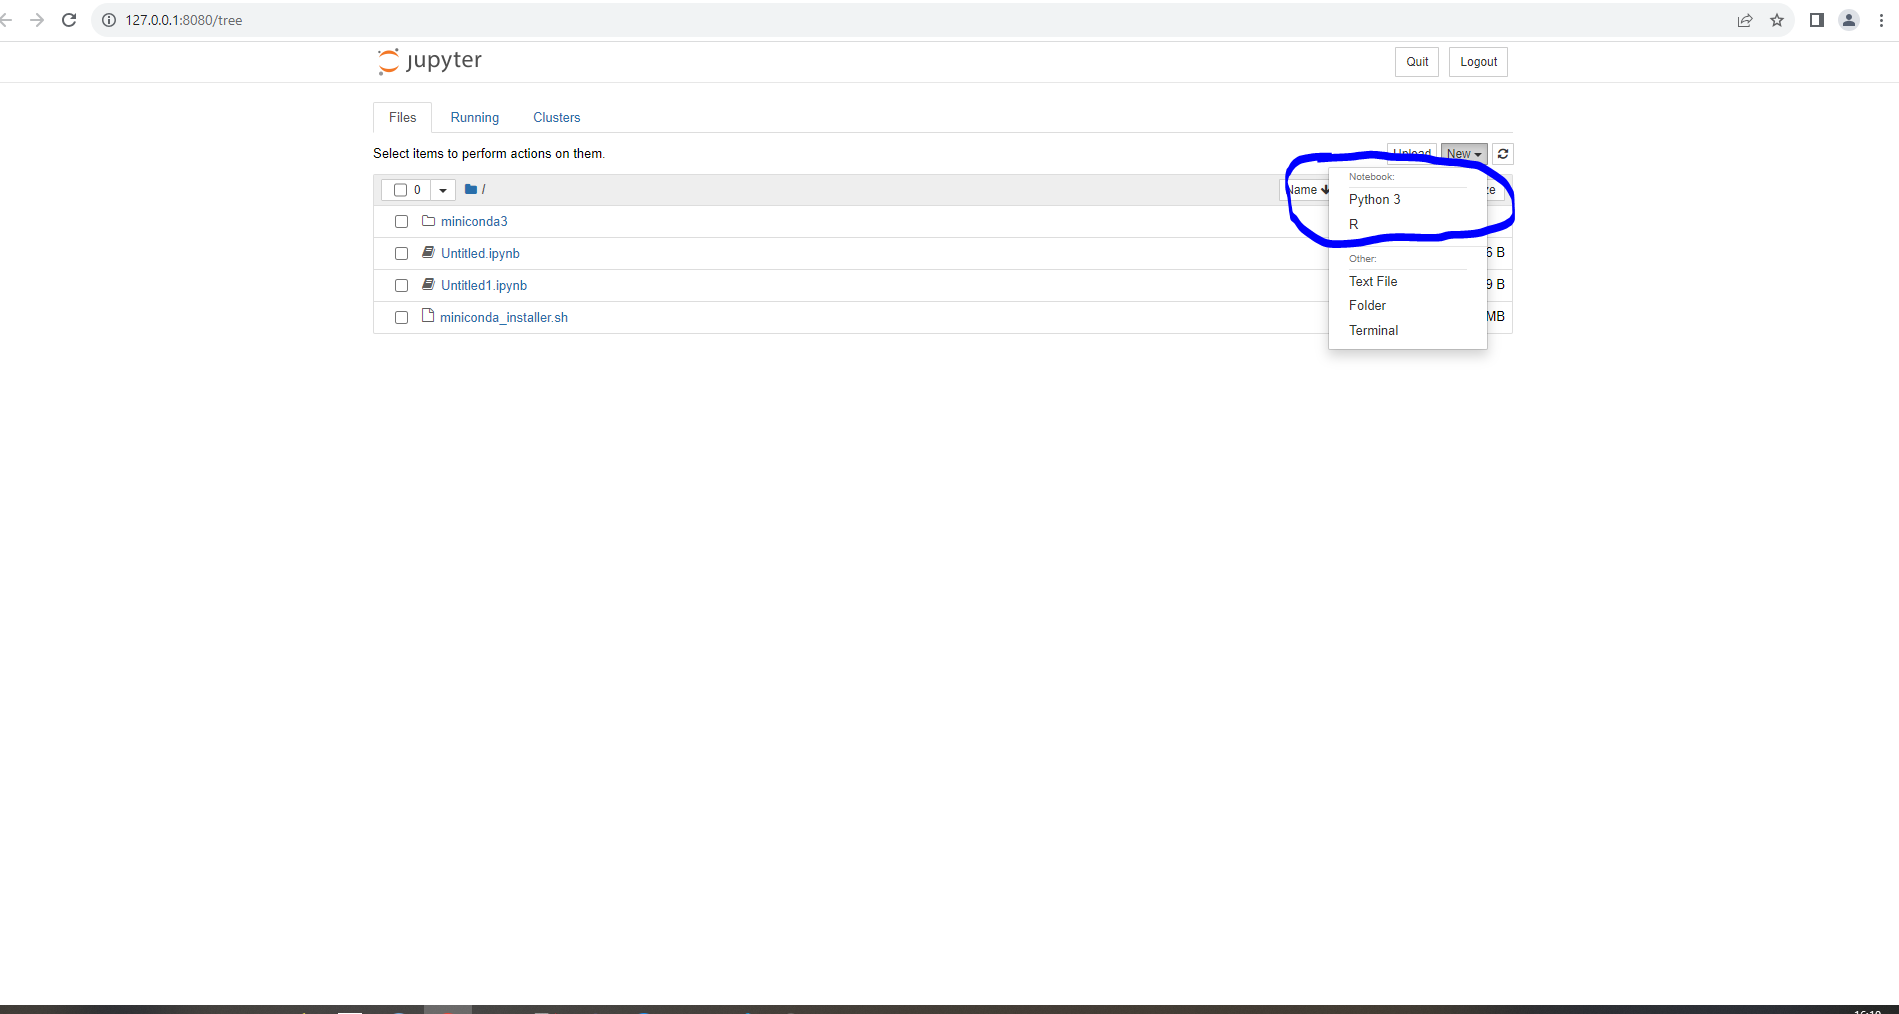 127.0.0.1:8080/tree
jupyter
Quit Logout
Files Running Clusters
Select items to perform actions on them.
Upload New
0 / Name
Notebook:
Python 3
R
miniconda3
Untitled.ipynb 6 B
Untitled1.ipynb 9 B
miniconda_installer.sh MB
Other:
Text File
Folder
Terminal